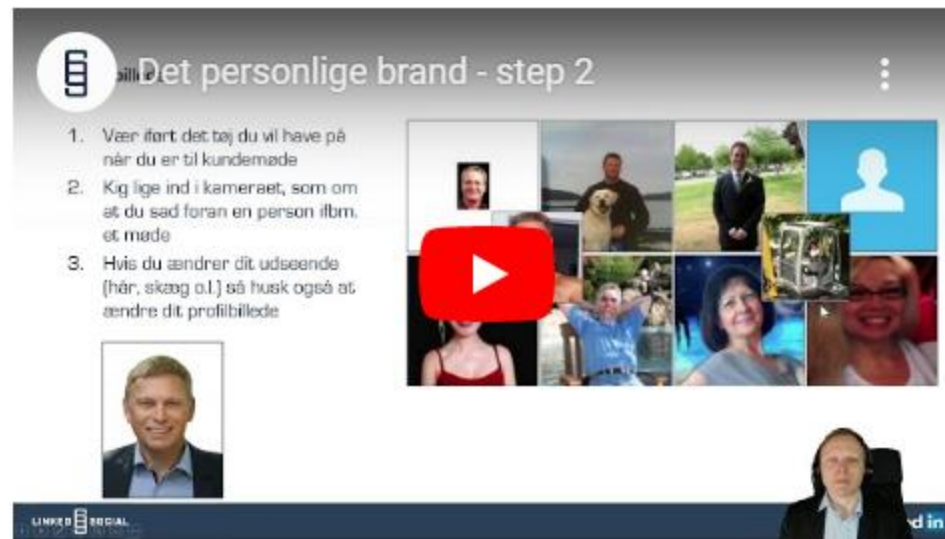 Det personlige brand - step 2
1. Vær iført det tøj du vil have på
når du er til kundemøde
2. Kig lige ind i kameraet, som om
at du sad foran en person ifbm.
et møde
3. Hvis du ændrer dit udseende
(hår, skæg o.l.) så husk også at
ændre dit profilbillede
LINKED SOCIAL
ed in